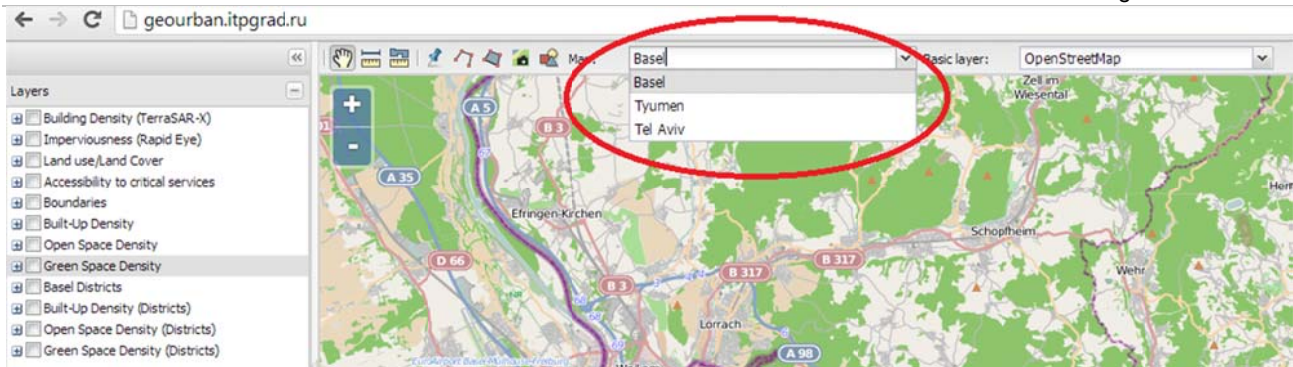 geourban.itpgrad.ru
Map: Basel Basic layer: OpenStreetMap
Basel
Tyumen
Tel Aviv
Layers
Building Density (TerraSAR-X)
Imperviousness (Rapid Eye)
Land use/Land Cover
Accessibility to critical services
Boundaries
Built-Up Density
Open Space Density
Green Space Density
Basel Districts
Built-Up Density (Districts)
Open Space Density (Districts)
Green Space Density (Districts)
+
-
A 5
B 3
A 35
Zell im
Wiesental
Efringen-Kirchen
Schopfheim
D 66
B 317
B 317
Wehr
B 3
Lörrach
A 98